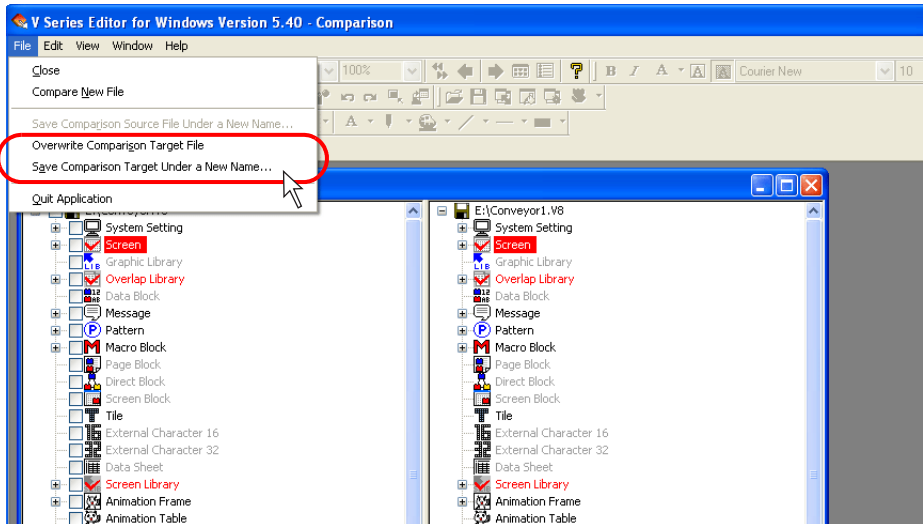 V Series Editor for Windows Version 5.40 - Comparison
File Edit View Window Help
100% B I A A Courier New 10
Close
Compare New File
Save Comparison Source File Under a New Name...
Overwrite Comparison Target File
Save Comparison Target Under a New Name...
Quit Application
E:\Conveyor1.V8
System Setting
Screen
Graphic Library
Overlap Library
Data Block
Message
Pattern
Macro Block
Page Block
Direct Block
Screen Block
Tile
External Character 16
External Character 32
Data Sheet
Screen Library
Animation Frame
Animation Table
E:\Conveyor1.V8
System Setting
Screen
Graphic Library
Overlap Library
Data Block
Message
Pattern
Macro Block
Page Block
Direct Block
Screen Block
Tile
External Character 16
External Character 32
Data Sheet
Screen Library
Animation Frame
Animation Table